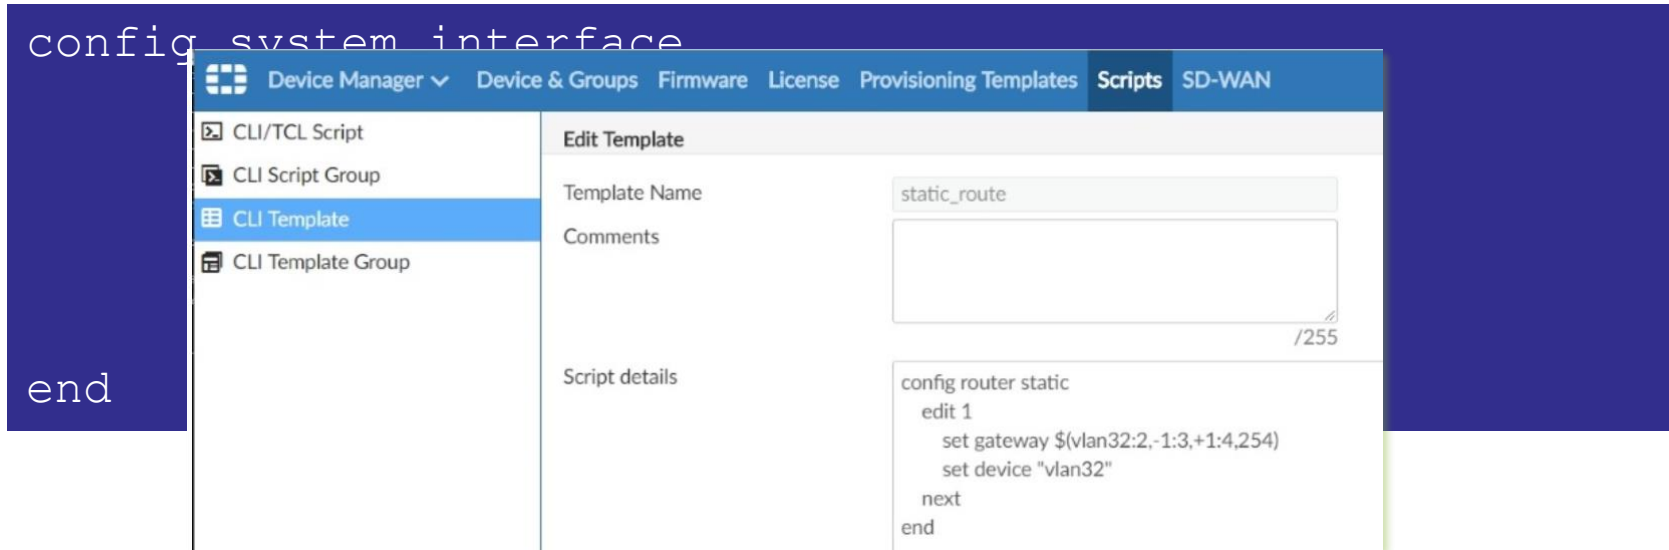 config system interface
Device Manager Device & Groups Firmware License Provisioning Templates Scripts SD-WAN
CLI/TCL Script
CLI Script Group
CLI Template
CLI Template Group
Edit Template
Template Name static_route
Comments
/255
Script details
config router static
edit 1
set gateway $(vlan32:2,-1:3,+1:4,254)
set device "vlan32"
next
end
end